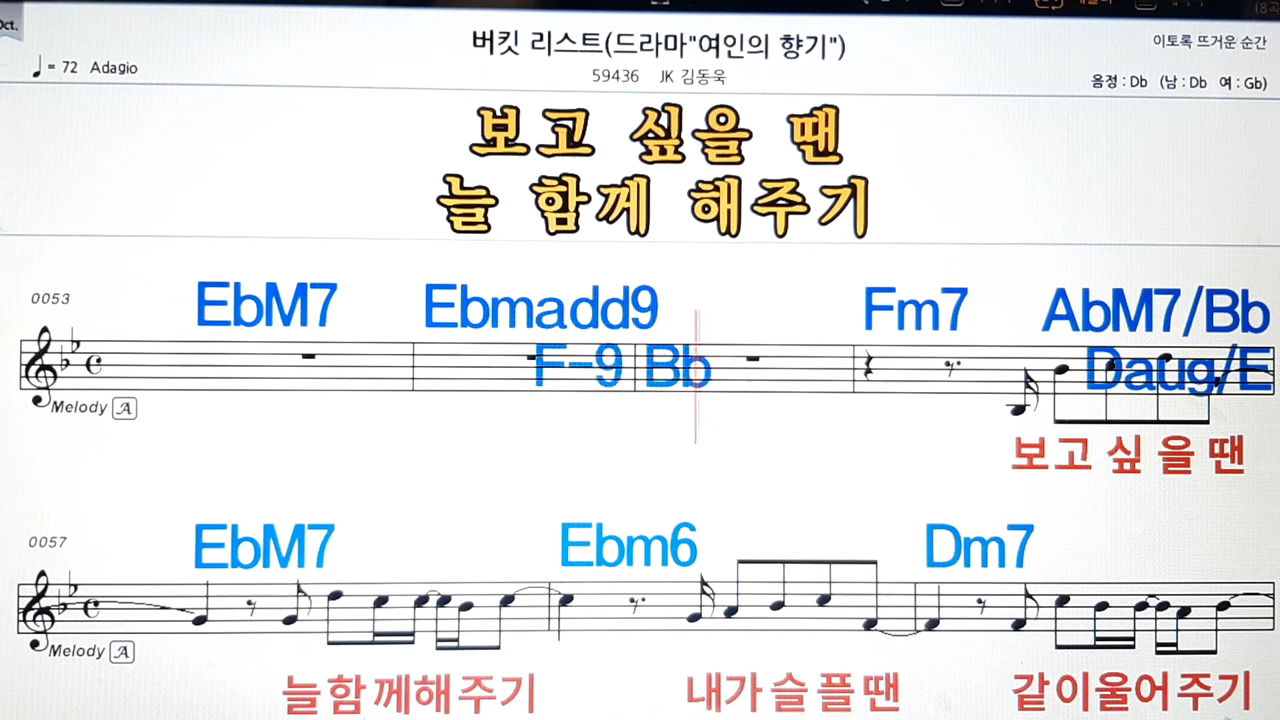 Oct.
버킷 리스트(드라마"여인의 향기")
이토록 뜨거운 순간
♩= 72 Adagio
59436 JK 김동욱
음정 : Db (남 : Db 여 : Gb)
보고 싶을 땐
늘 함께 해주기
0053
EbM7 Ebmadd9 Fm7 AbM7/Bb
F-9 Bb Daug/E
Melody A
보고 싶 을 땐
0057
EbM7 Ebm6 Dm7
Melody A
늘함께해주기 내가슬플땐 같이울어주기